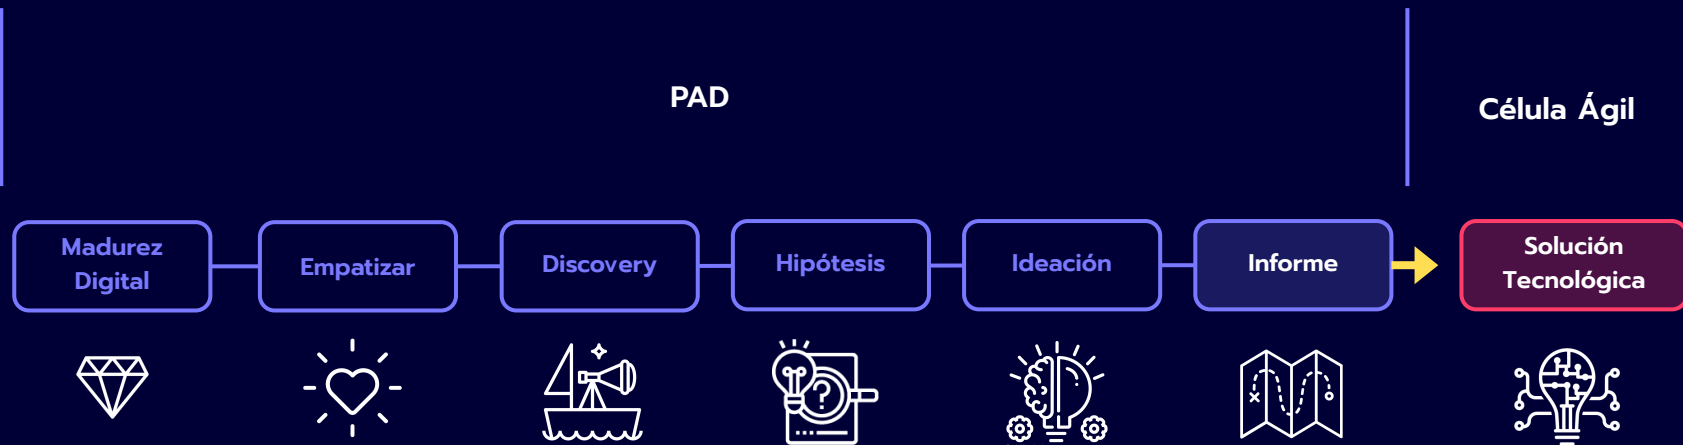 PAD
Célula Ágil
Madurez
Digital
Empatizar
Discovery
Hipótesis
Ideación
Informe
Solución
Tecnológica